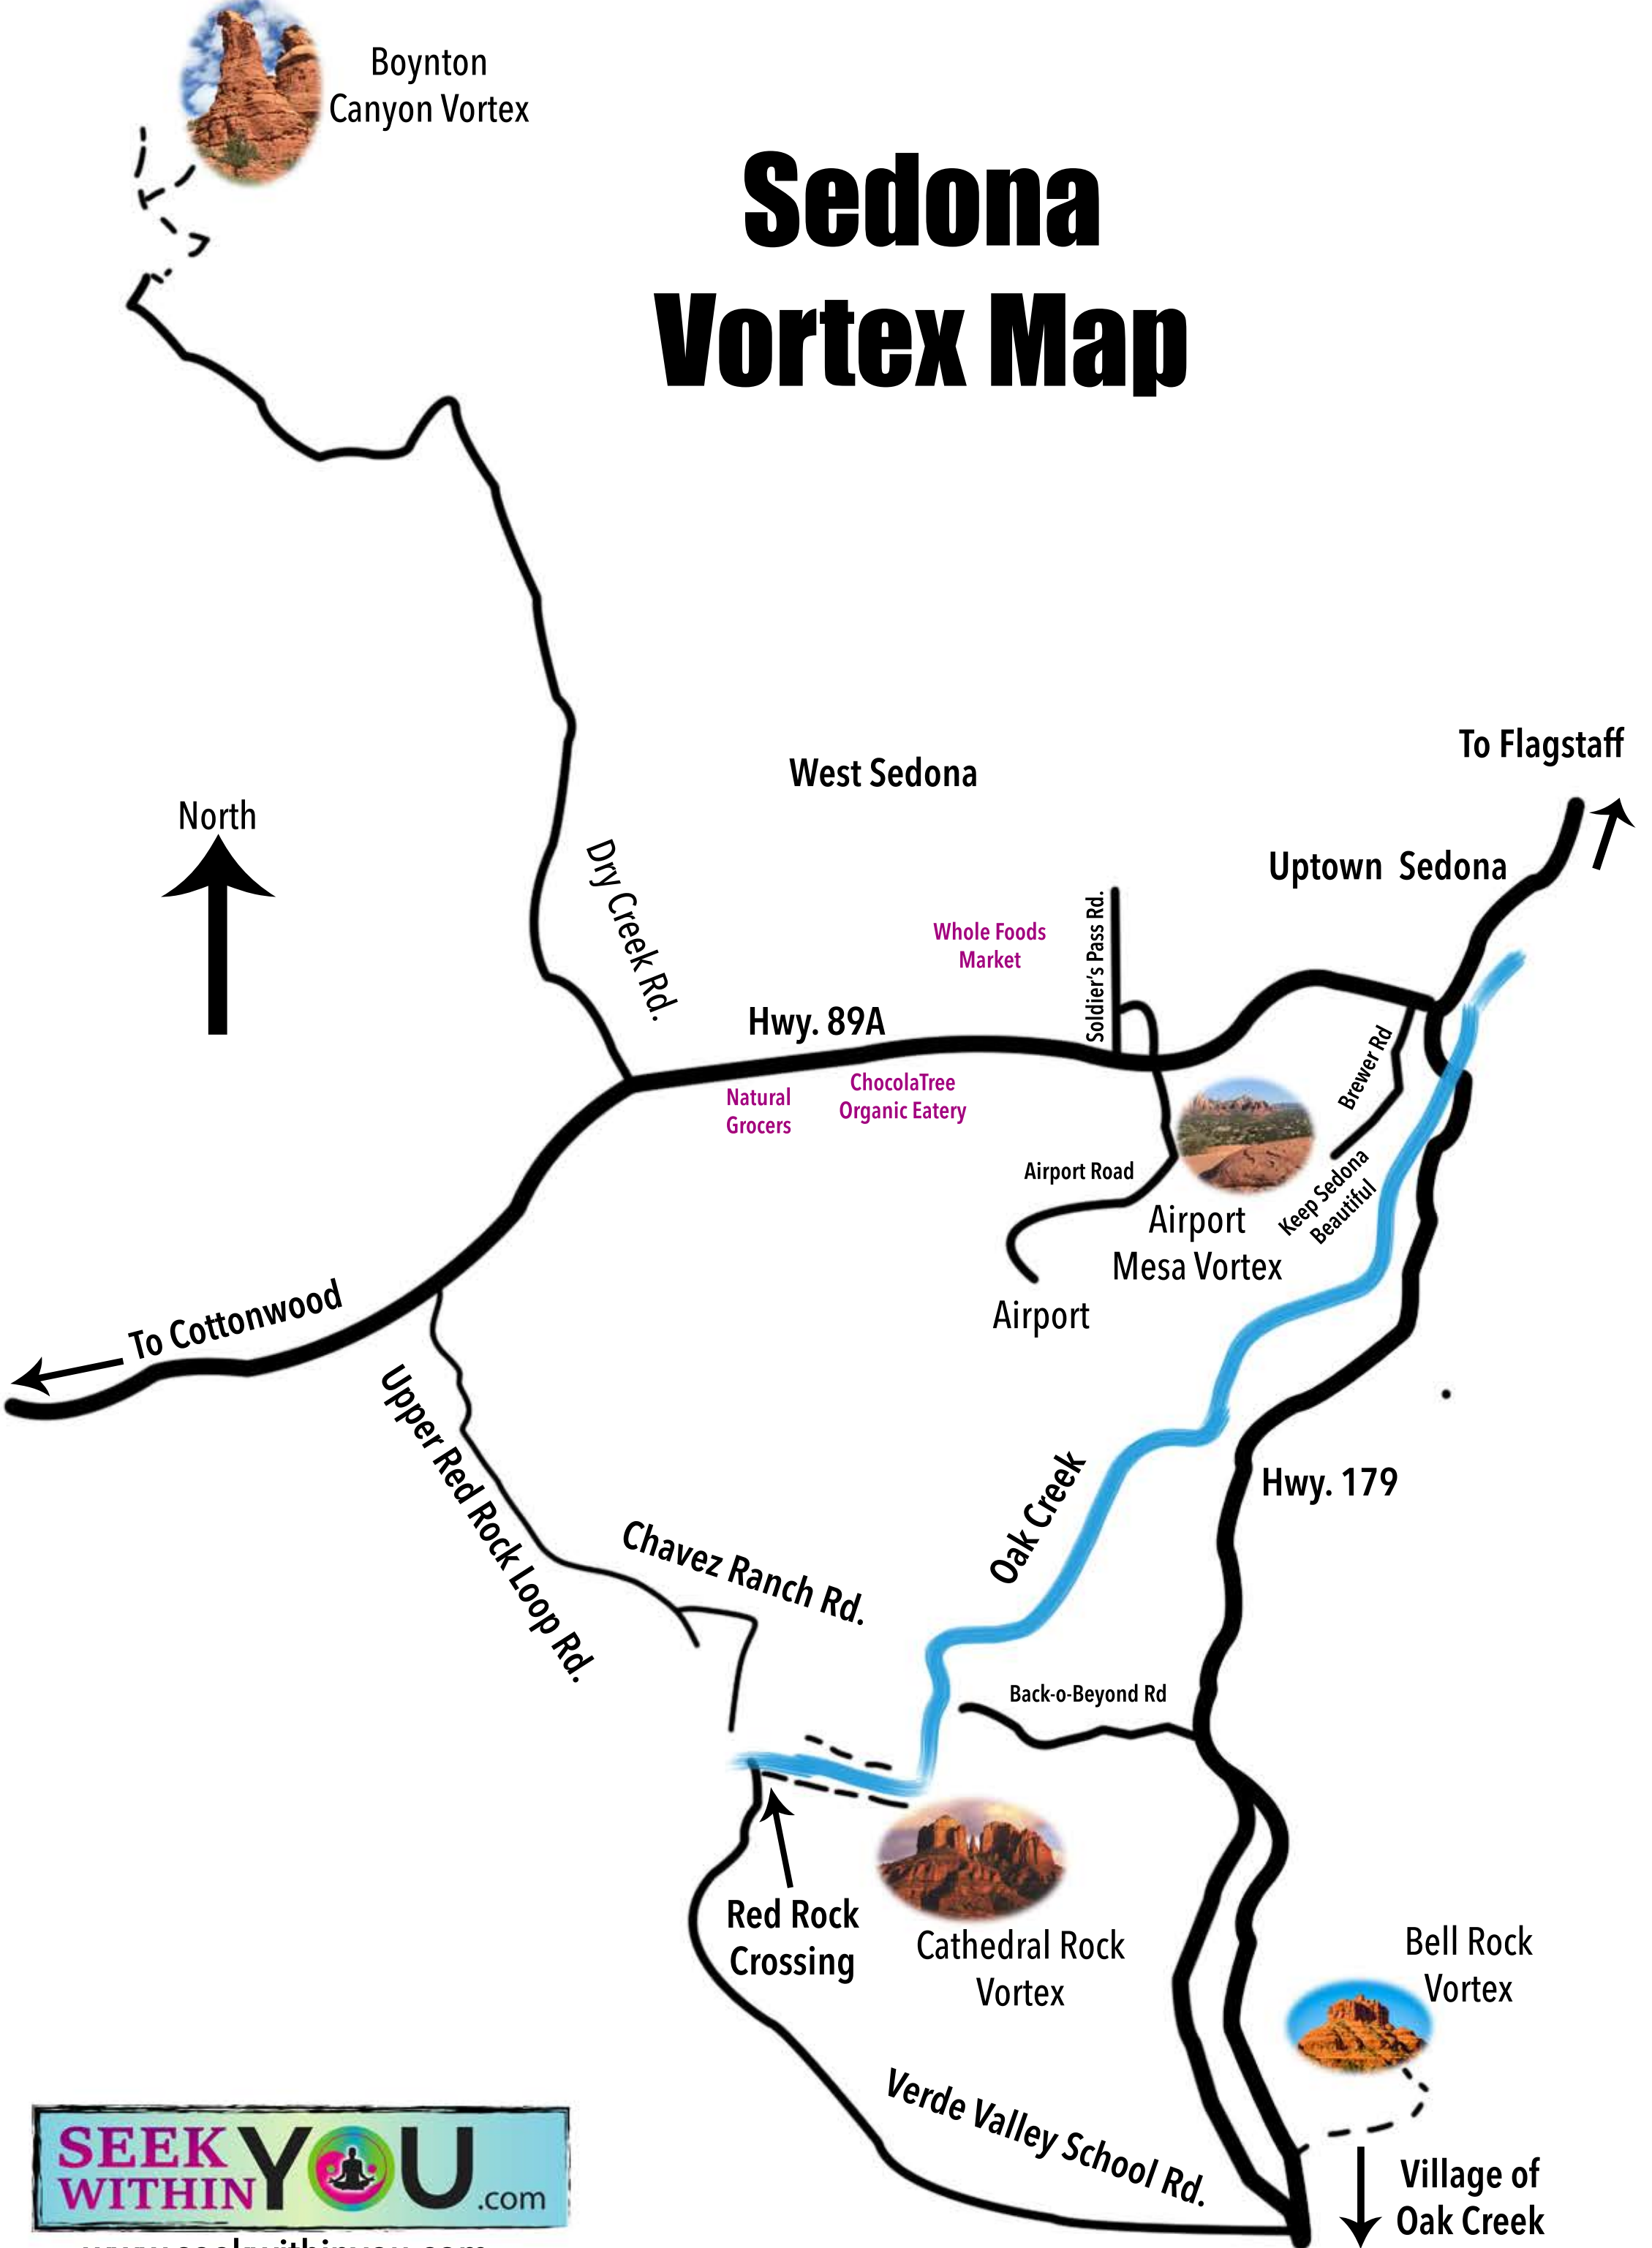 Boynton
Canyon Vortex
Sedona
Vortex Map
To Flagstaff
West Sedona
North
Uptown Sedona
Dry Creek Rd.
Whole Foods
Market
Soldier's Pass Rd.
Hwy. 89A
Brewer Rd
Natural
Grocers
ChocolaTree
Organic Eatery
Airport Road
Keep Sedona
Beautiful
Airport
Mesa Vortex
Airport
To Cottonwood
Upper Red Rock Loop Rd.
Hwy. 179
Oak Creek
Chavez Ranch Rd.
Back-o-Beyond Rd
Red Rock
Crossing
Cathedral Rock
Vortex
Bell Rock
Vortex
Verde Valley School Rd.
Village of
Oak Creek
SEEK
WITHIN
YOU
.com
www.seekwithinyou.com